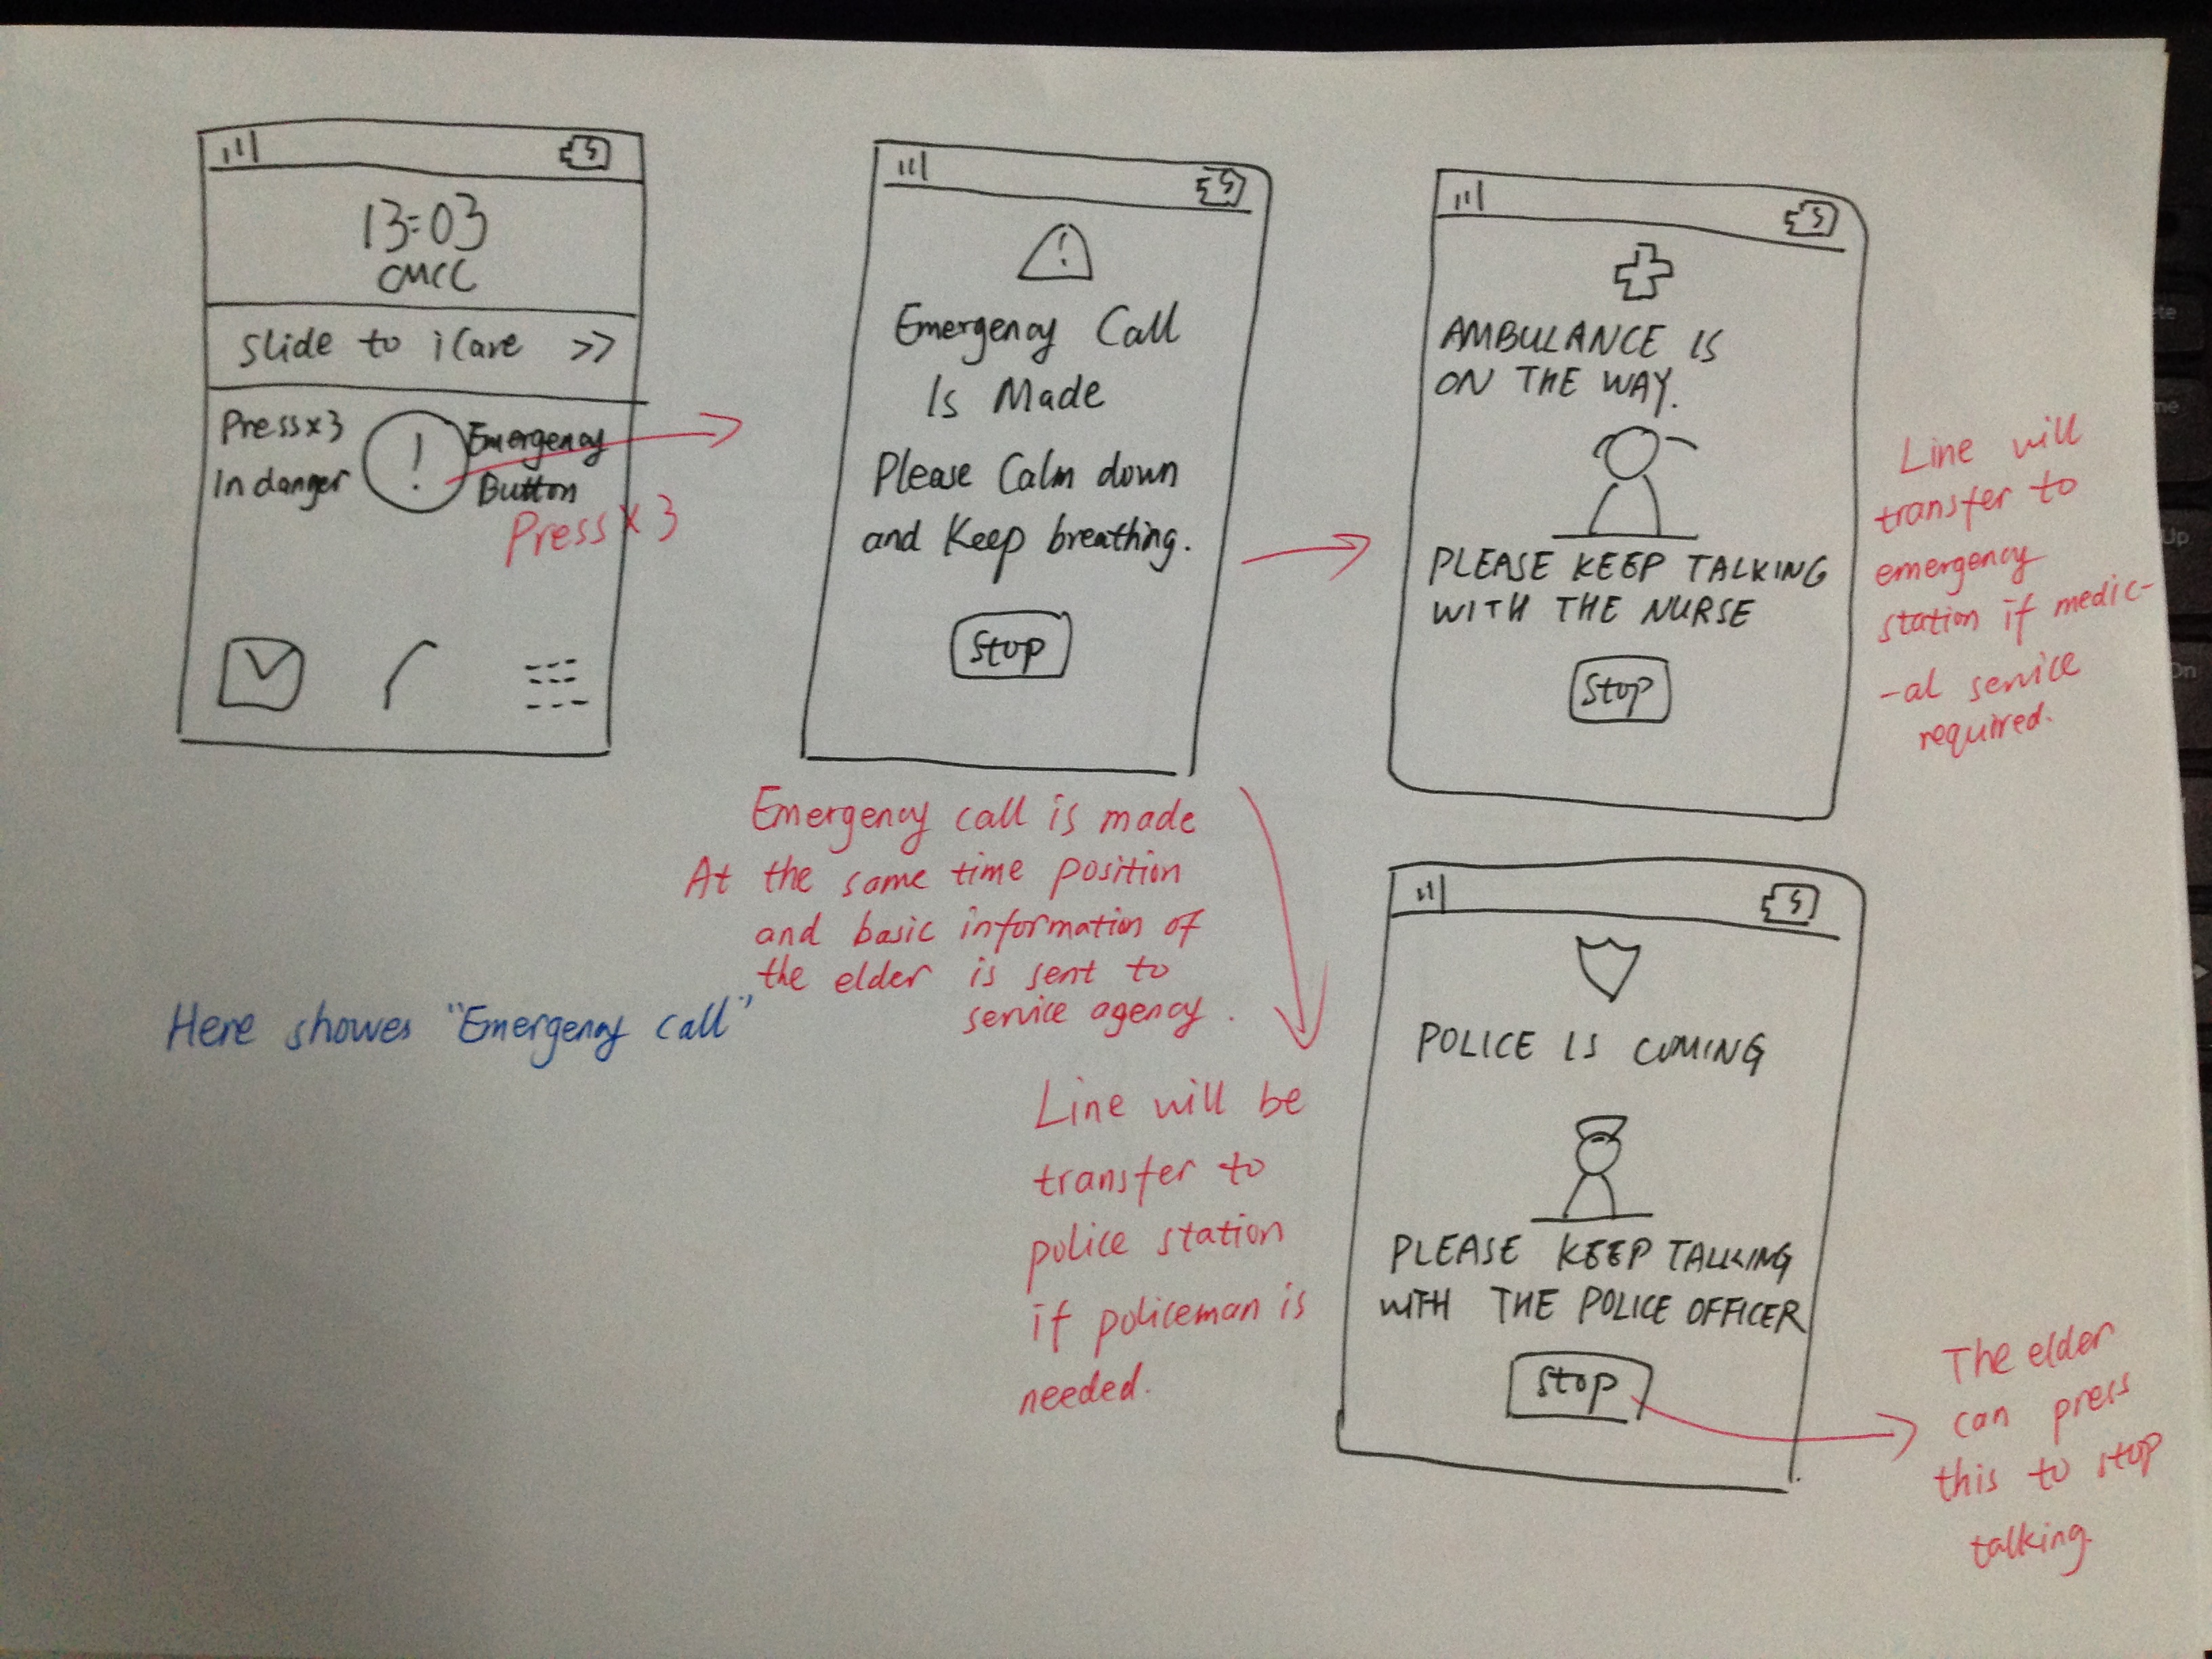 13:03
CMCC
Slide to iCare >>
Press×3
In danger
!
Emergency
Button
Press×3
!
Emergency Call
Is Made
Please Calm down
and Keep breathing.
Stop
Emergency call is made
At the same time position
and basic information of
the elder is sent to
service agency.
AMBULANCE IS
ON THE WAY.
PLEASE KEEP TALKING
WITH THE NURSE
Stop
Line will
transfer to
emergency
station if medic-
-al service
required.
Here showes "Emergency call"
Line will be
transfer to
police station
if policeman is
needed.
POLICE IS COMING
PLEASE KEEP TALKING
WITH THE POLICE OFFICER
Stop
The elder
can press
this to stop
talking.